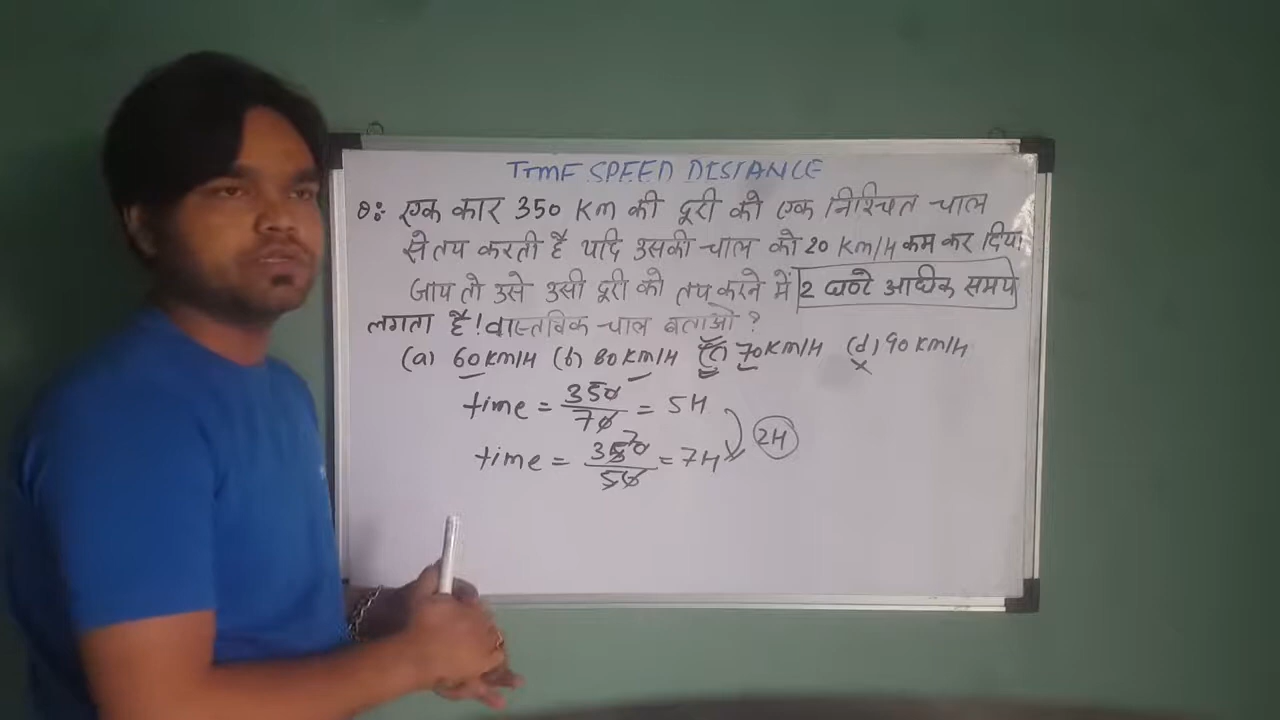 TIME SPEED DISTANCE
Q: एक कार 350 Km की दूरी को एक निश्चित चाल
से तय करती है यदि उसकी चाल को 20 Km/H कम कर दिया
जाय तो उसे उसी दूरी को तय करने में 2 घण्टे अधिक समय
लगता है! वास्तविक चाल बताओ ?
(a) 60 Km/H (b) 80 Km/H (c) 70 Km/H (d) 90 Km/H
time = 350/70 = 5H
2H
time = 350/50 = 7H
7